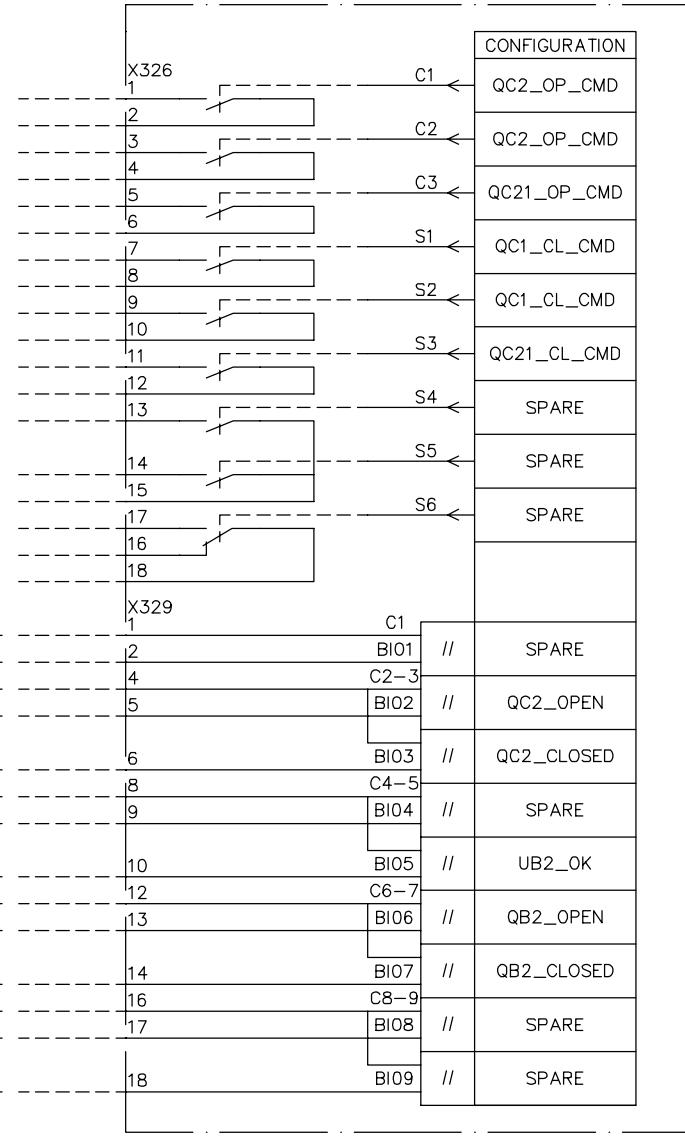 CONFIGURATION
X326
1 C1 QC2_OP_CMD
2
3 C2 QC2_OP_CMD
4
5 C3 QC21_OP_CMD
6
7 S1 QC1_CL_CMD
8
9 S2 QC1_CL_CMD
10
11 S3 QC21_CL_CMD
12
13 S4 SPARE
14 S5 SPARE
15
17 S6 SPARE
16
18
X329
1 C1
2 BI01 // SPARE
4 C2-3
5 BI02 // QC2_OPEN
6 BI03 // QC2_CLOSED
8 C4-5
9 BI04 // SPARE
10 BI05 // UB2_OK
12 C6-7
13 BI06 // QB2_OPEN
14 BI07 // QB2_CLOSED
16 C8-9
17 BI08 // SPARE
18 BI09 // SPARE